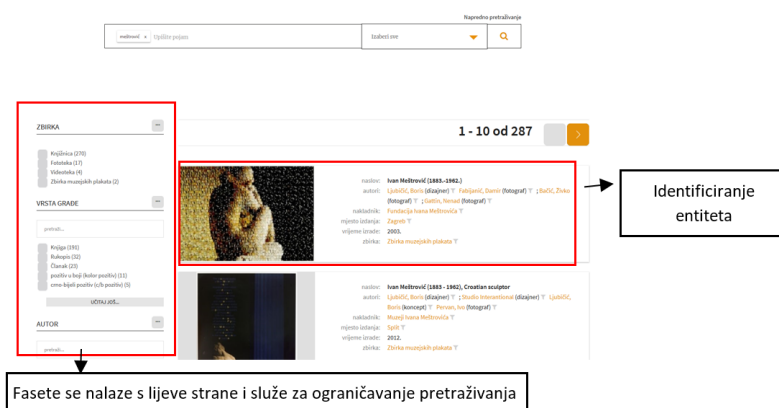 Napredno pretraživanje
meštrović x Upišite pojam
Izaberi sve
1 - 10 od 287
ZBIRKA
Knjižnica (270)
Fototeka (17)
Videoteka (4)
Zbirka muzejskih plakata (2)
VRSTA GRAĐE
pretraži...
Knjiga (191)
Rukopis (32)
Članak (23)
pozitiv u boji (kolor pozitiv) (11)
crno-bijeli pozitiv (c/b pozitiv) (5)
UČITAJ JOŠ...
AUTOR
pretraži...
naslov: Ivan Meštrović (1883.-1962.)
autori: Ljubičić, Boris (dizajner) Fabijanić, Damir (fotograf) ; Bačić, Živko
(fotograf) ; Gattin, Nenad (fotograf)
nakladnik: Fundacija Ivana Meštrovića
mjesto izdanja: Zagreb
vrijeme izrade: 2003.
zbirka: Zbirka muzejskih plakata
Identificiranje
entiteta
naslov: Ivan Meštrović (1883 - 1962), Croatian sculptor
autori: Ljubičić, Boris (dizajner) ; Studio Interantional (dizajner) Ljubičić,
Boris (koncept) Pervan, Ivo (fotograf)
nakladnik: Muzeji Ivana Meštrovića
mjesto izdanja: Split
vrijeme izrade: 2012.
zbirka: Zbirka muzejskih plakata
Fasete se nalaze s lijeve strane i služe za ograničavanje pretraživanja